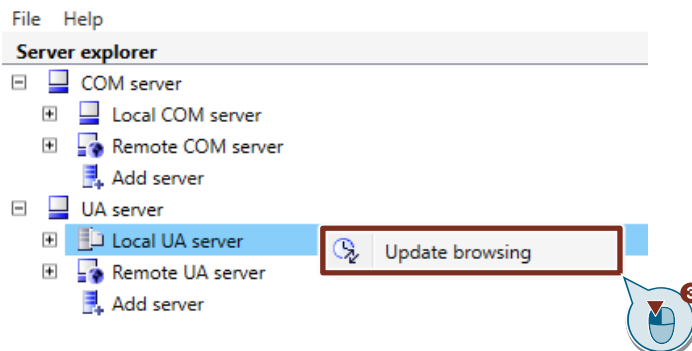 File Help
Server explorer
COM server
Local COM server
Remote COM server
Add server
UA server
Local UA server
Update browsing
Remote UA server
Add server
3